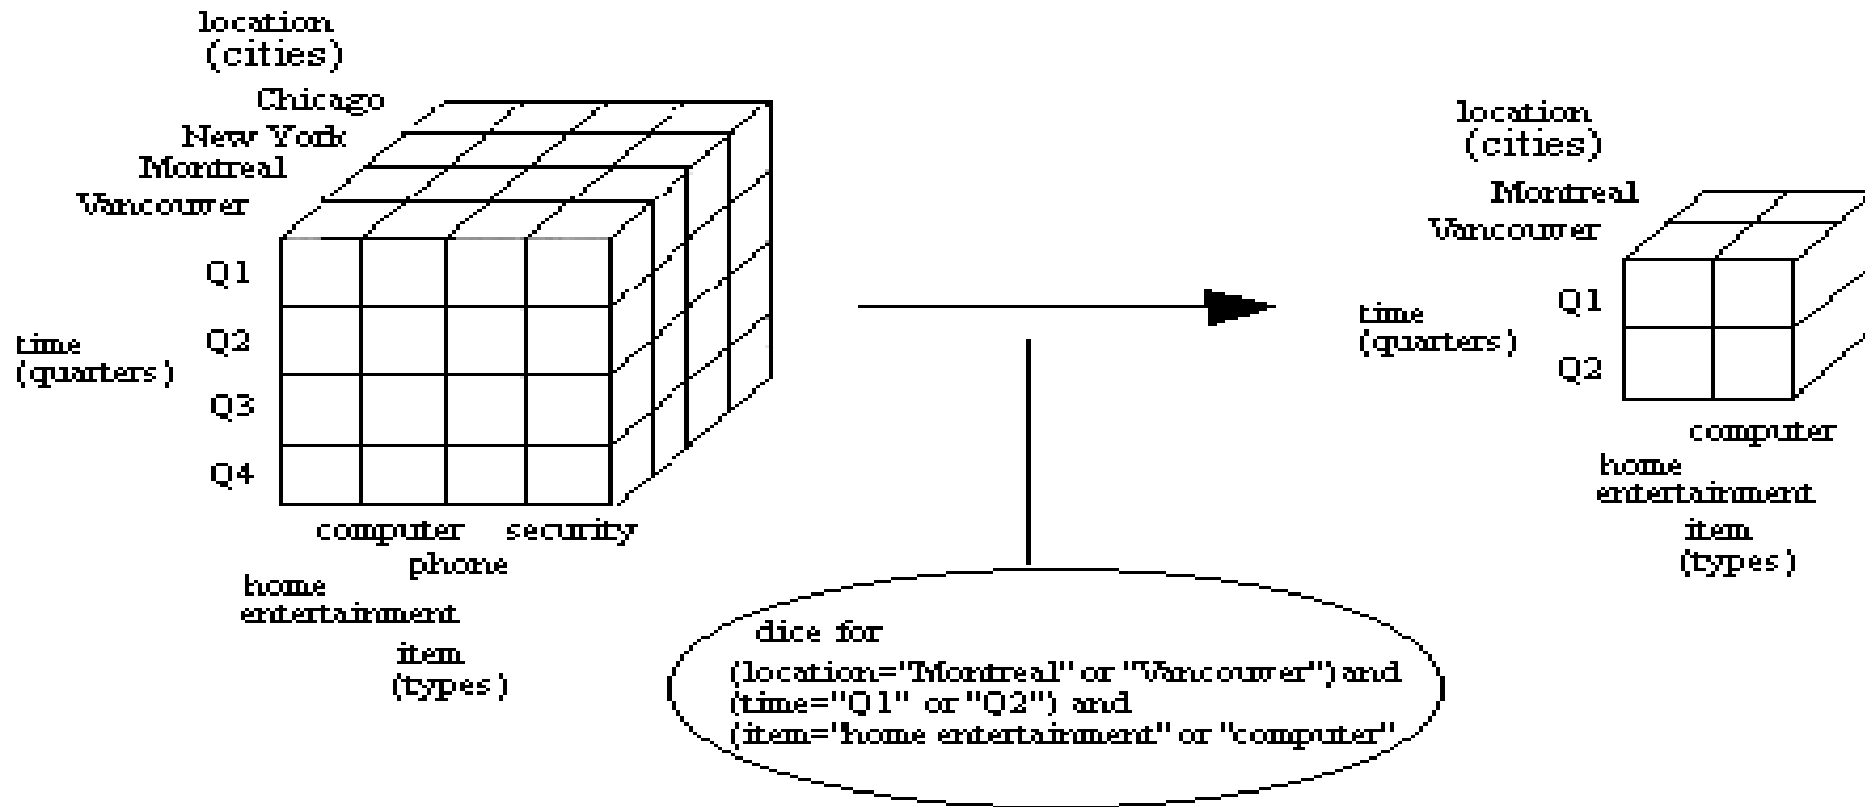 location
(cities)
Chicago
New York
Montreal
Vancouver
Q1
Q2
time
(quarters)
Q3
Q4
computer security
phone
home
entertainment
item
(types)
dice for
(location="Montreal" or "Vancouver") and
(time="Q1" or "Q2") and
(item="home entertainment" or "computer"
location
(cities)
Montreal
Vancouver
Q1
time
(quarters)
Q2
computer
home
entertainment
item
(types)